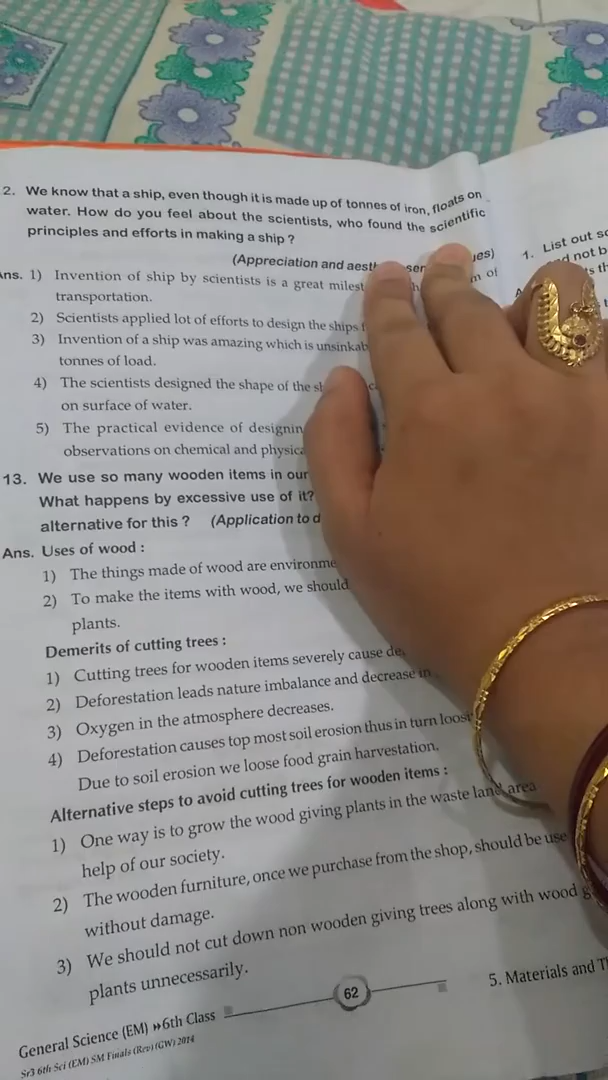 2. We know that a ship, even though it is made up of tonnes of iron, floats on
water. How do you feel about the scientists, who found the scientific
principles and efforts in making a ship ?
(Appreciation and
Ans. 1) Invention of ship by scientists is a great
transportation.
2) Scientists applied lot of efforts to design the ships
3) Invention of a ship was amazing which is
tonnes of load.
4) The scientists designed the shape of the
on surface of water.
5) The practical evidence of
observations on chemical and
13. We use so many wooden items in our
What happens by excessive use of it?
alternative for this ? (Application to
Ans. Uses of wood :
1) The things made of wood are
2) To make the items with wood, we should
plants.
Demerits of cutting trees :
1) Cutting trees for wooden items severely cause
2) Deforestation leads nature imbalance and decrease in
3) Oxygen in the atmosphere decreases.
4) Deforestation causes top most soil erosion thus in turn
Due to soil erosion we loose food grain harvestation.
Alternative steps to avoid cutting trees for wooden items :
1) One way is to grow the wood giving plants in the waste land area
help of our society.
2) The wooden furniture, once we purchase from the shop, should be use
without damage.
3) We should not cut down non wooden giving trees along with wood
plants unnecessarily.
62
General Science (EM) »6th Class
Sr3 6th Sci (EM) SM Finals (Rev) (GW) 2014
1. List out
not
5. Materials and